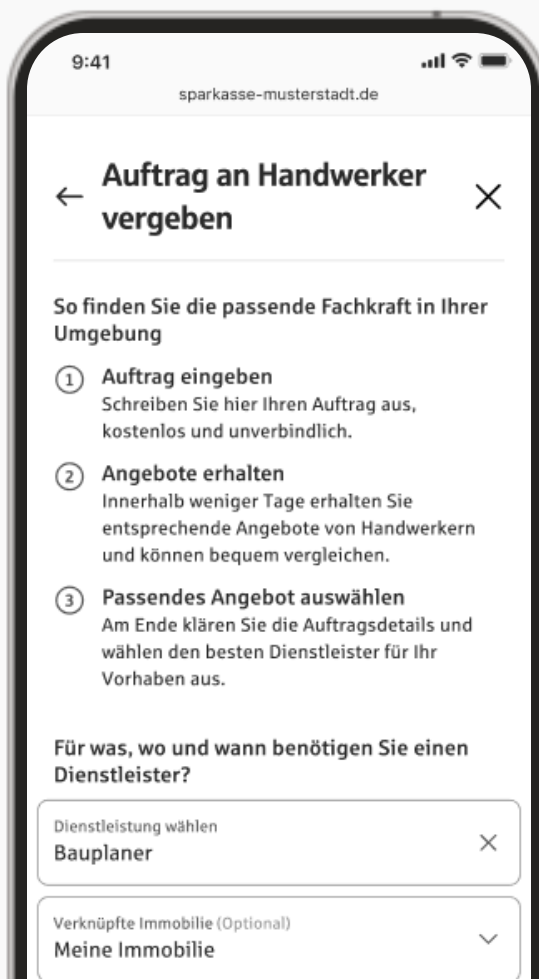 9:41
sparkasse-musterstadt.de
Auftrag an Handwerker
vergeben
So finden Sie die passende Fachkraft in Ihrer
Umgebung
1 Auftrag eingeben
Schreiben Sie hier Ihren Auftrag aus,
kostenlos und unverbindlich.
2 Angebote erhalten
Innerhalb weniger Tage erhalten Sie
entsprechende Angebote von Handwerkern
und können bequem vergleichen.
3 Passendes Angebot auswählen
Am Ende klären Sie die Auftragsdetails und
wählen den besten Dienstleister für Ihr
Vorhaben aus.
Für was, wo und wann benötigen Sie einen
Dienstleister?
Dienstleistung wählen
Bauplaner
Verknüpfte Immobilie (Optional)
Meine Immobilie